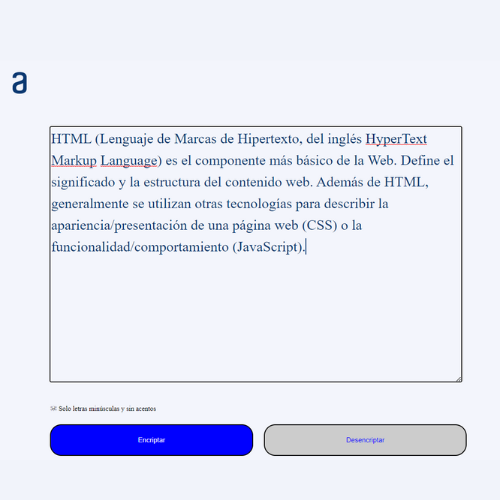 a
HTML (Lenguaje de Marcas de Hipertexto, del inglés HyperText
Markup Language) es el componente más básico de la Web. Define el
significado y la estructura del contenido web. Además de HTML,
generalmente se utilizan otras tecnologías para describir la
apariencia/presentación de una página web (CSS) o la
funcionalidad/comportamiento (JavaScript).
Solo letras minúsculas y sin acentos
Encriptar
Desencriptar